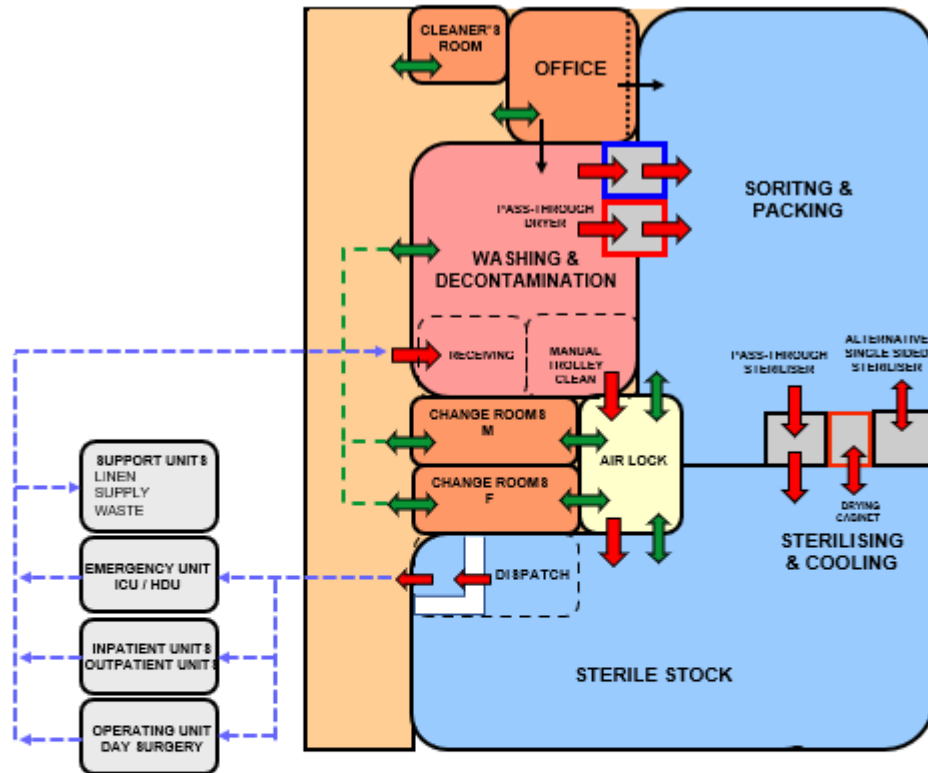 CLEANER'S
ROOM
OFFICE
SORITNG &
PACKING
PASS-THROUGH
DRYER
WASHING &
DECONTAMINATION
RECEIVING
MANUAL
TROLLEY
CLEAN
PASS-THROUGH
STERILISER
ALTERNATIVE
SINGLE SIDED
STERILISER
CHANGE ROOMS
M
AIR LOCK
CHANGE ROOMS
F
DRYING
CABINET
STERILISING
& COOLING
DISPATCH
STERILE STOCK
SUPPORT UNITS
LINEN
SUPPLY
WASTE
EMERGENCY UNIT
ICU / HDU
INPATIENT UNITS
OUTPATIENT UNITS
OPERATING UNIT
DAY SURGERY